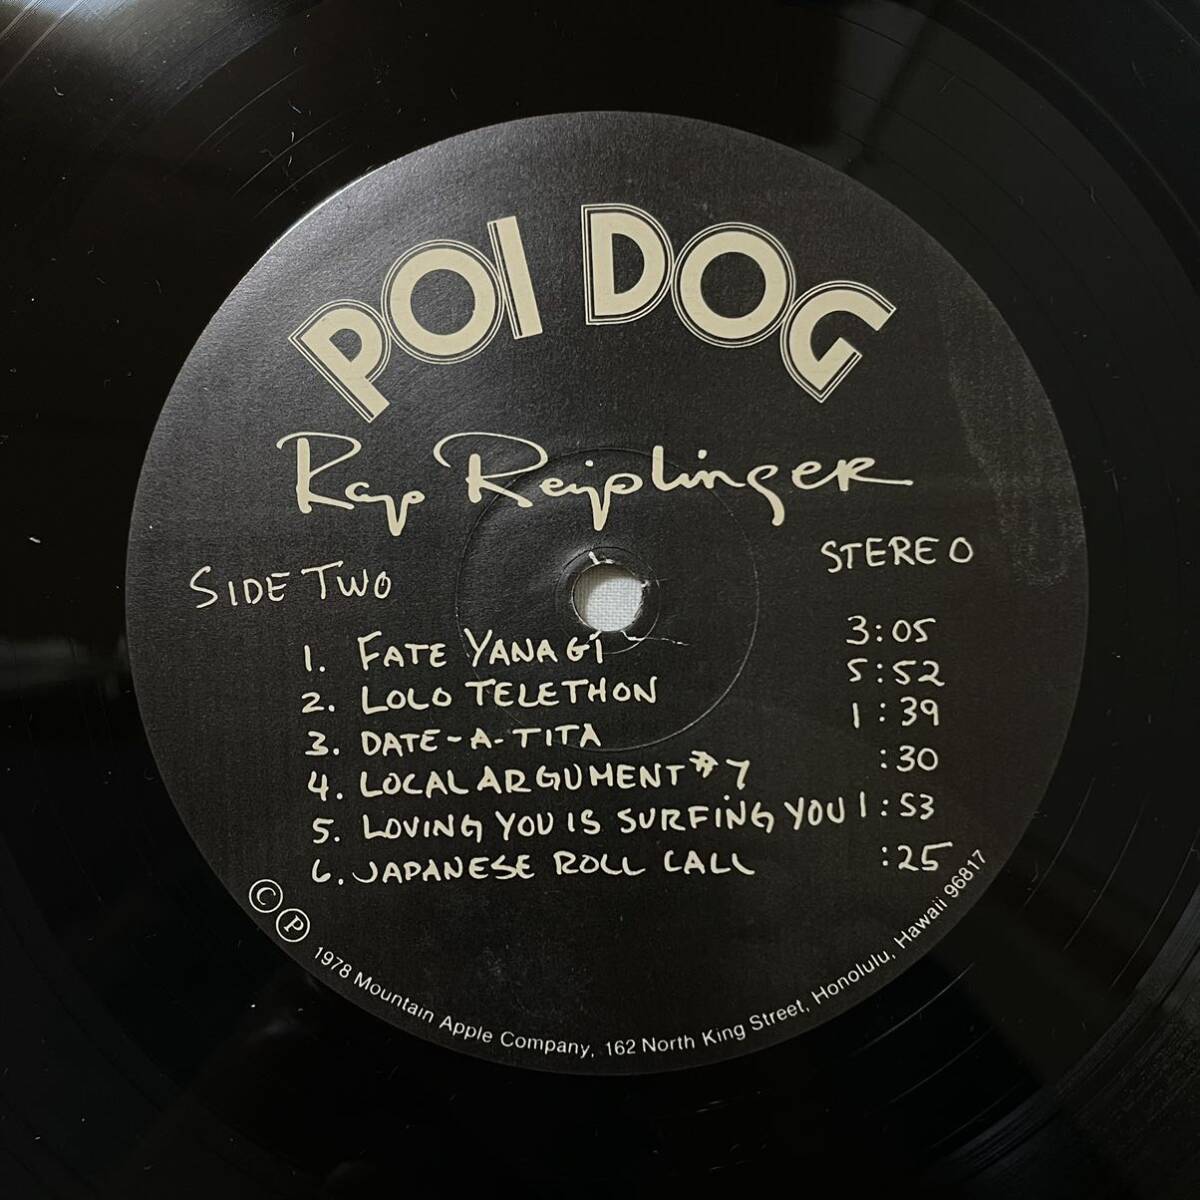 POI DOG
Rap Reiplinger
SIDE TWO STEREO
1. FATE YANAGI 3:05
2. LOLO TELETHON 5:52
3. DATE-A-TITA 1:39
4. LOCAL ARGUMENT #7 :30
5. LOVING YOU IS SURFING YOU 1:53
6. JAPANESE ROLL CALL :25
© ℗ 1978 Mountain Apple Company, 162 North King Street, Honolulu, Hawaii 96817